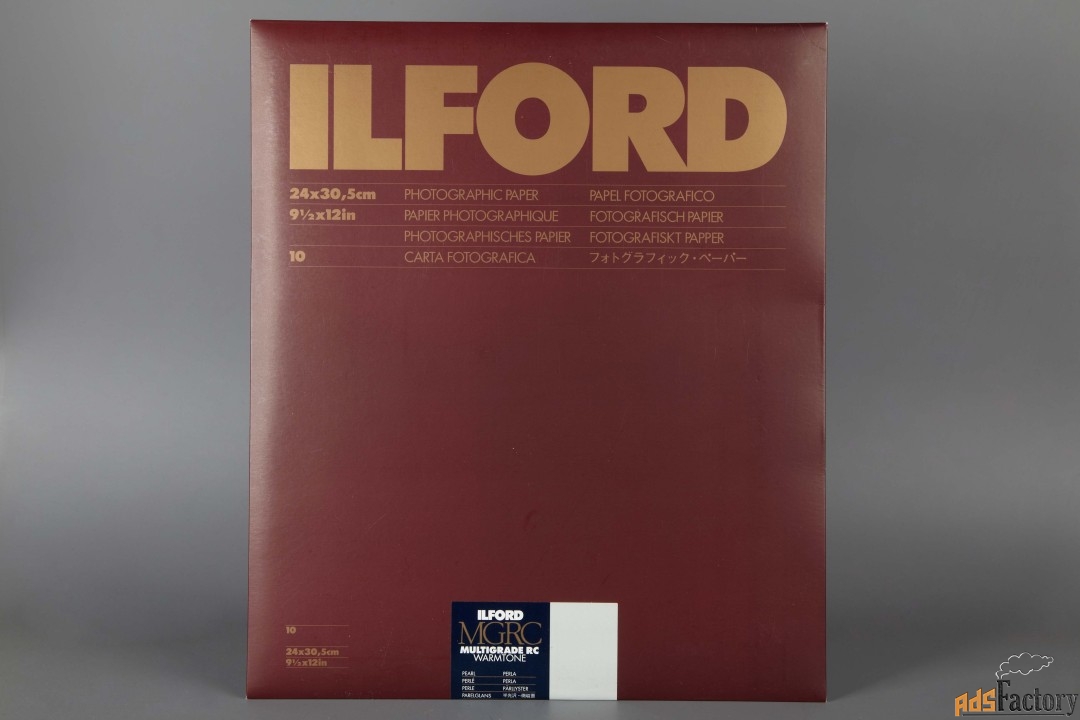 ILFORD
24x30,5cm PHOTOGRAPHIC PAPER PAPEL FOTOGRAFICO
9½x12in PAPIER PHOTOGRAPHIQUE FOTOGRAFISCH PAPIER
PHOTOGRAPHISCHES PAPIER FOTOGRAFISKT PAPPER
10 CARTA FOTOGRAFICA フォトグラフィック・ペーパー
10
24x30,5cm
9½x12in
ILFORD
MGRC
MULTIGRADE RC
WARMTONE
PEARL PERLA
PERLÉ PERLA
PERLE PÄRLLYSTER
PARELGLANS
AdsFactory